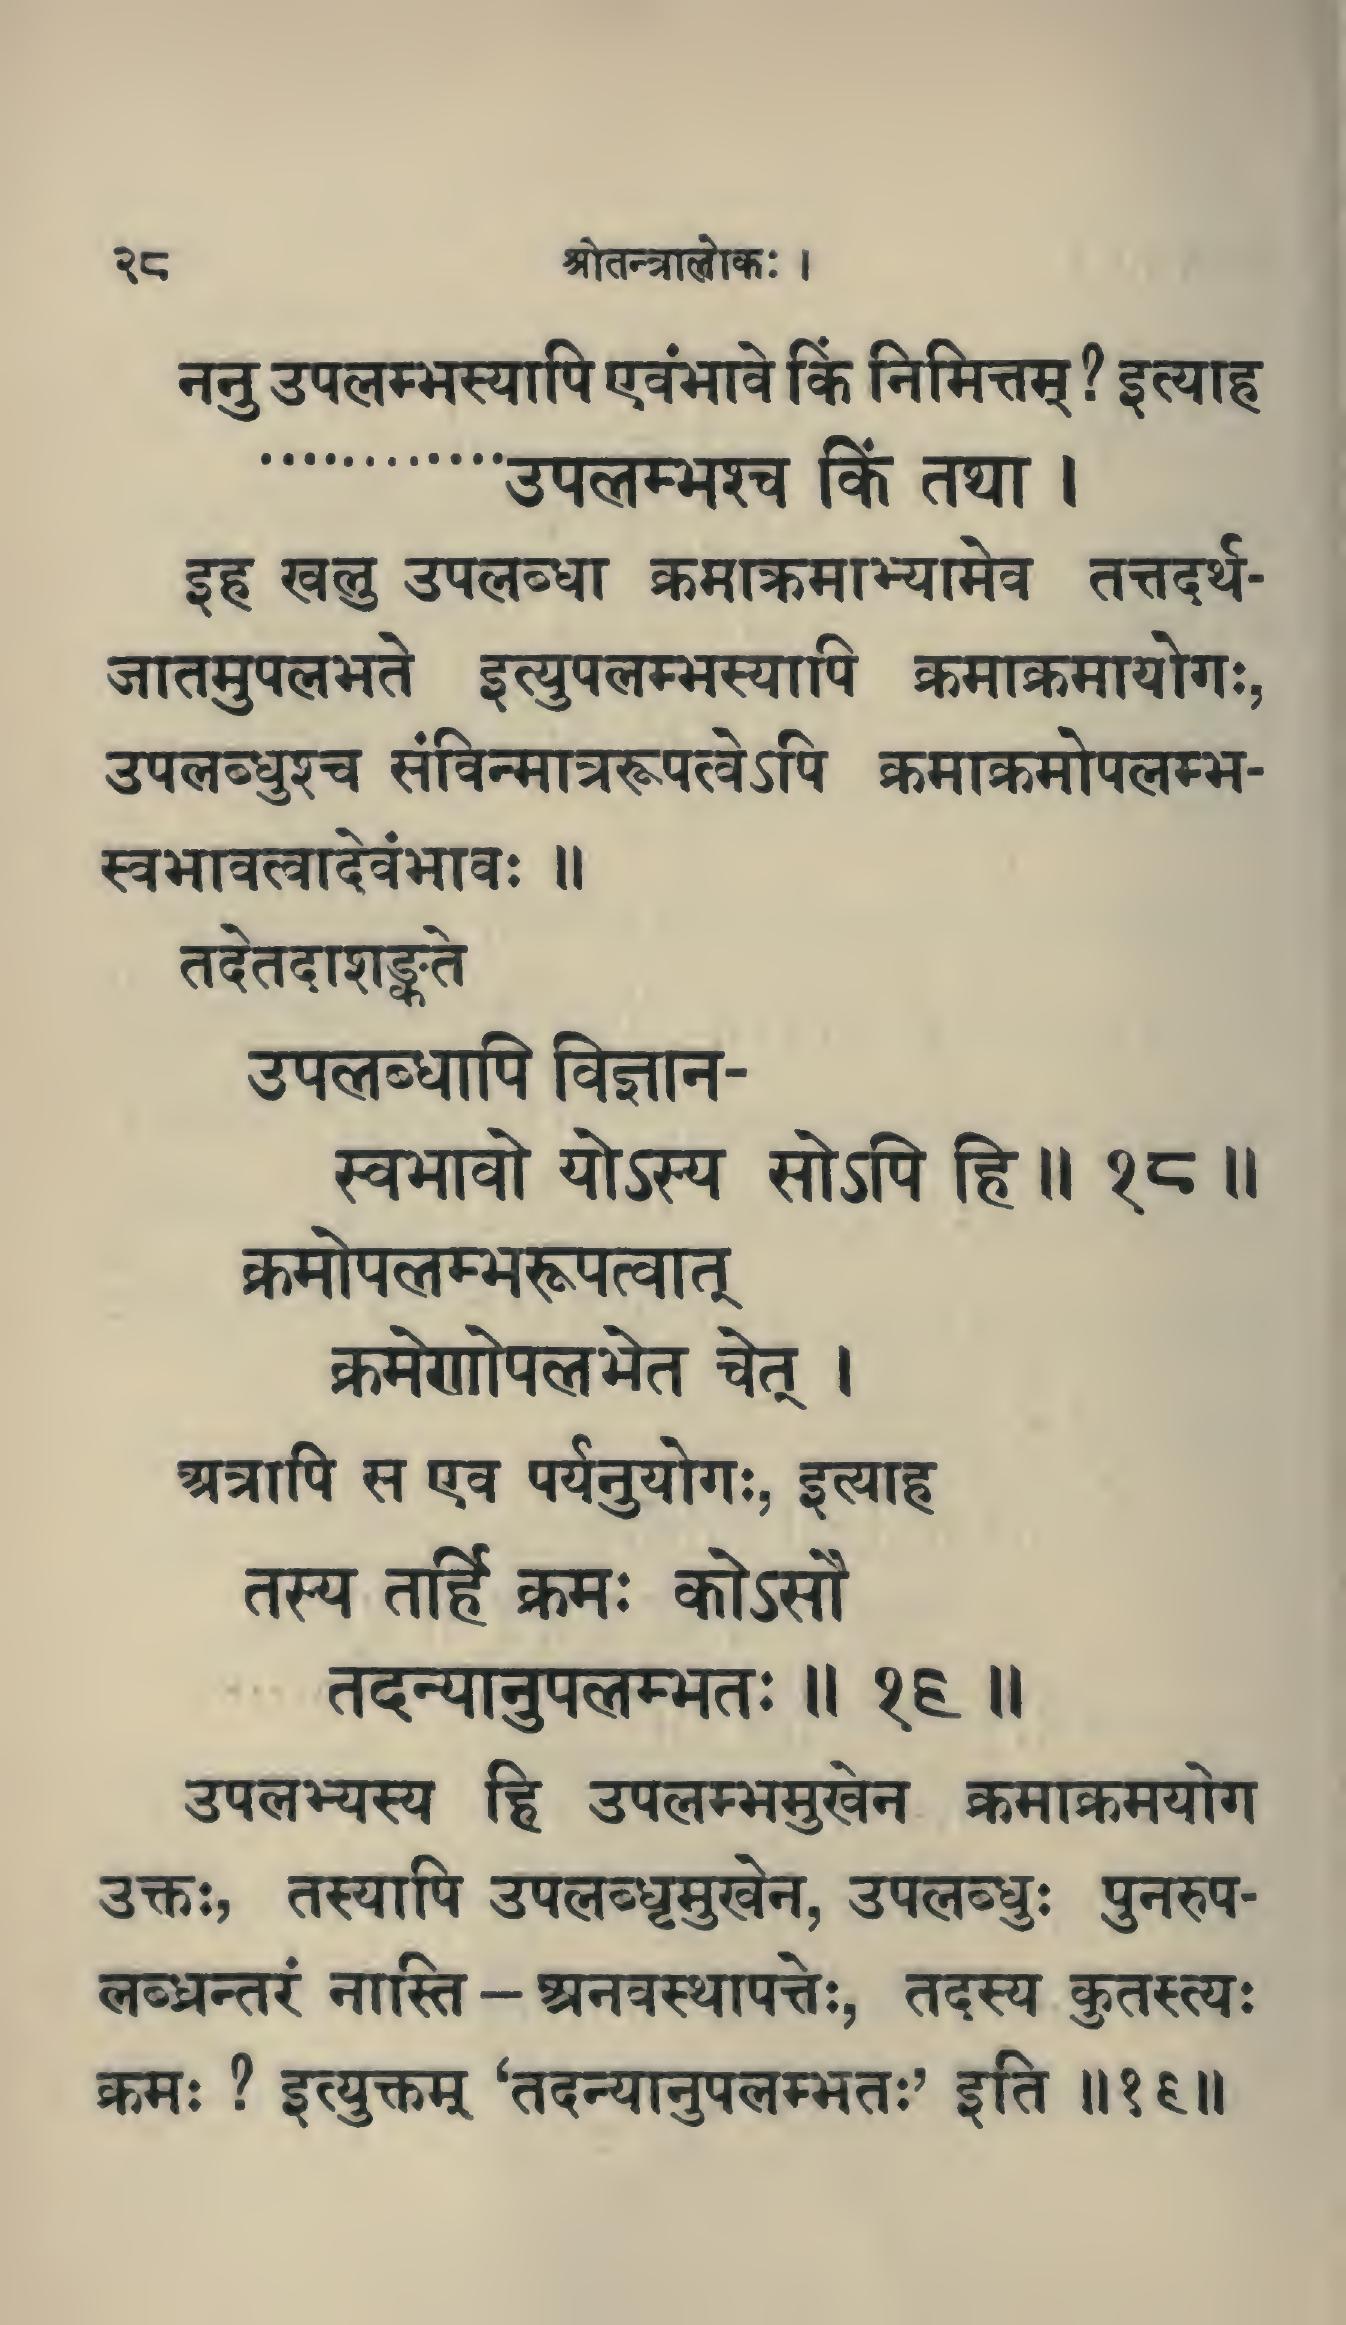 २८ श्रीतन्त्रालोकः ।
ननु उपलम्भस्यापि एवंभावे किं निमित्तम् ? इत्याह
············उपलम्भश्च किं तथा ।
इह खलु उपलब्धा क्रमाक्रमाभ्यामेव तत्तदर्थ-
जातमुपलभते इत्युपलम्भस्यापि क्रमाक्रमायोगः,
उपलब्धुश्च संविन्मात्ररूपत्वेऽपि क्रमाक्रमोपलम्भ-
स्वभावत्वादेवंभावः ॥
तदेतदाशङ्कते
उपलब्धापि विज्ञान-
स्वभावो योऽस्य सोऽपि हि ॥ १८ ॥
क्रमोपलम्भरूपत्वात्
क्रमेणोपलभेत चेत् ।
अत्रापि स एव पर्यनुयोगः, इत्याह
तस्य तर्हि क्रमः कोऽसौ
तदन्यानुपलम्भतः ॥ १९ ॥
उपलभ्यस्य हि उपलम्भमुखेन क्रमाक्रमयोग
उक्तः, तस्यापि उपलब्धृमुखेन, उपलब्धुः पुनरुप-
लब्ध्रन्तरं नास्ति – अनवस्थापत्तेः, तदस्य कुतस्त्यः
क्रमः ? इत्युक्तम् ‘तदन्यानुपलम्भतः’ इति ॥१९॥